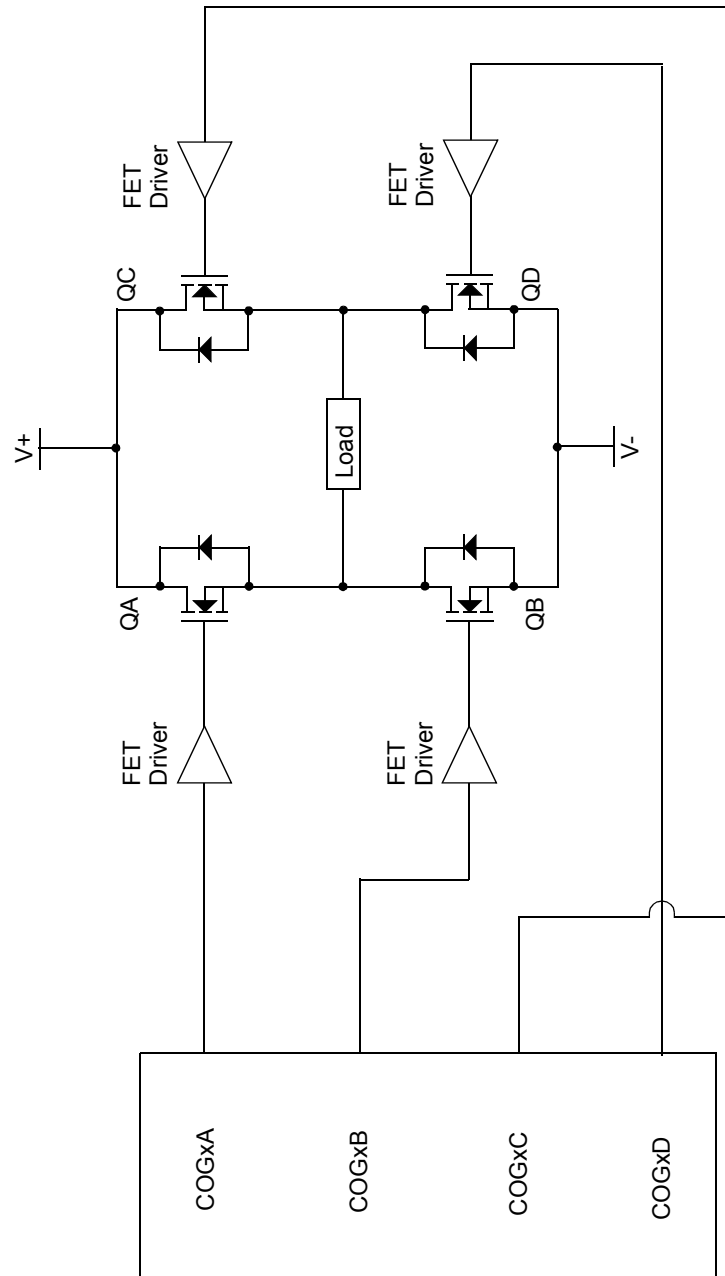 FET
Driver
FET
Driver
QC
QD
V+
Load
V-
QA
QB
FET
Driver
FET
Driver
COGxA
COGxB
COGxC
COGxD